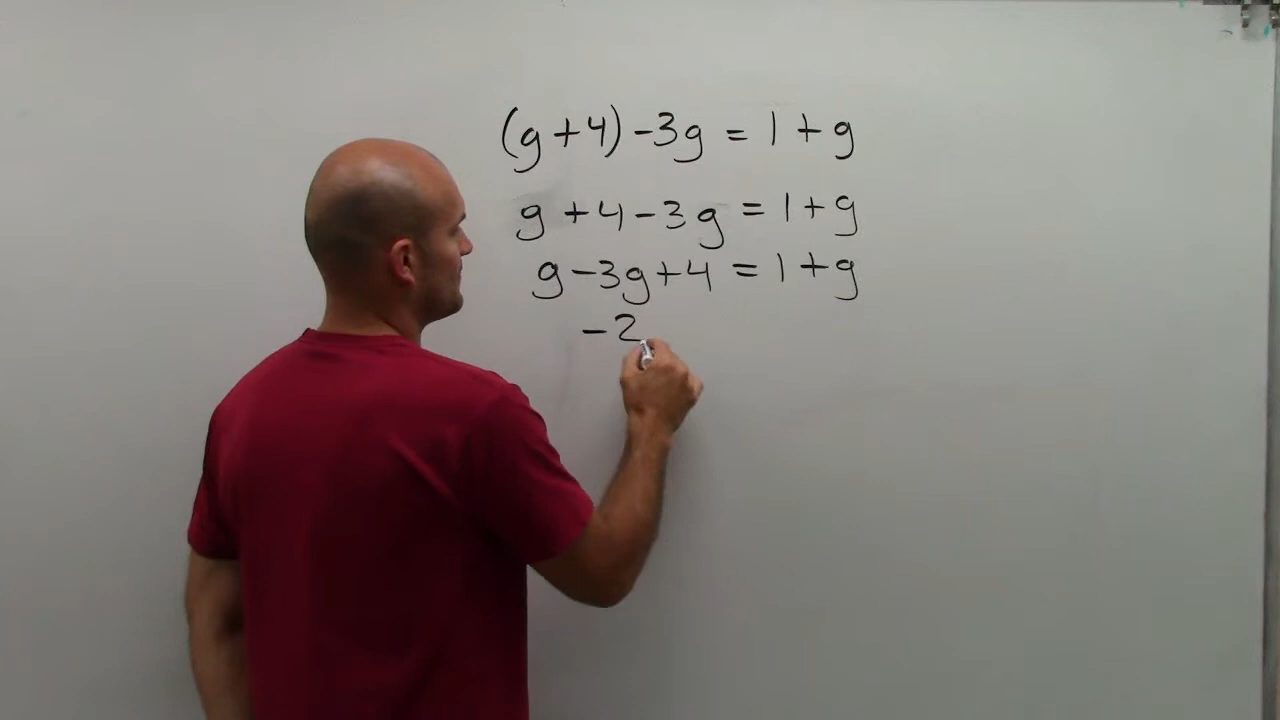 (g+4)-3g = 1+g
g+4-3g = 1+g
g-3g+4 = 1+g
-2